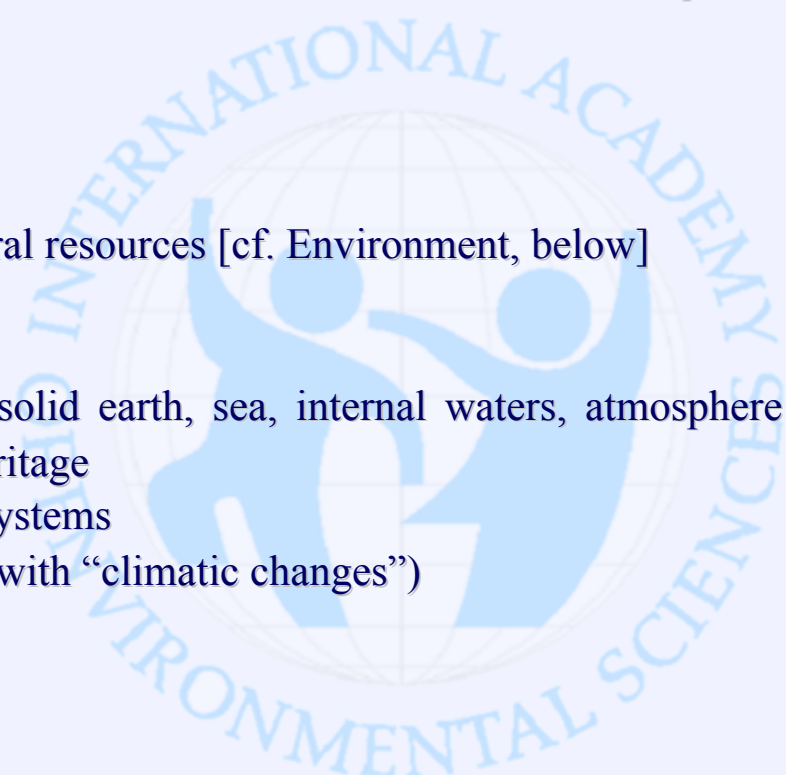 INTERNATIONAL ACADEMY
ENVIRONMENTAL SCIENCES
ral resources [cf. Environment, below]
solid earth, sea, internal waters, atmosphere
ritage
ystems
with “climatic changes”)